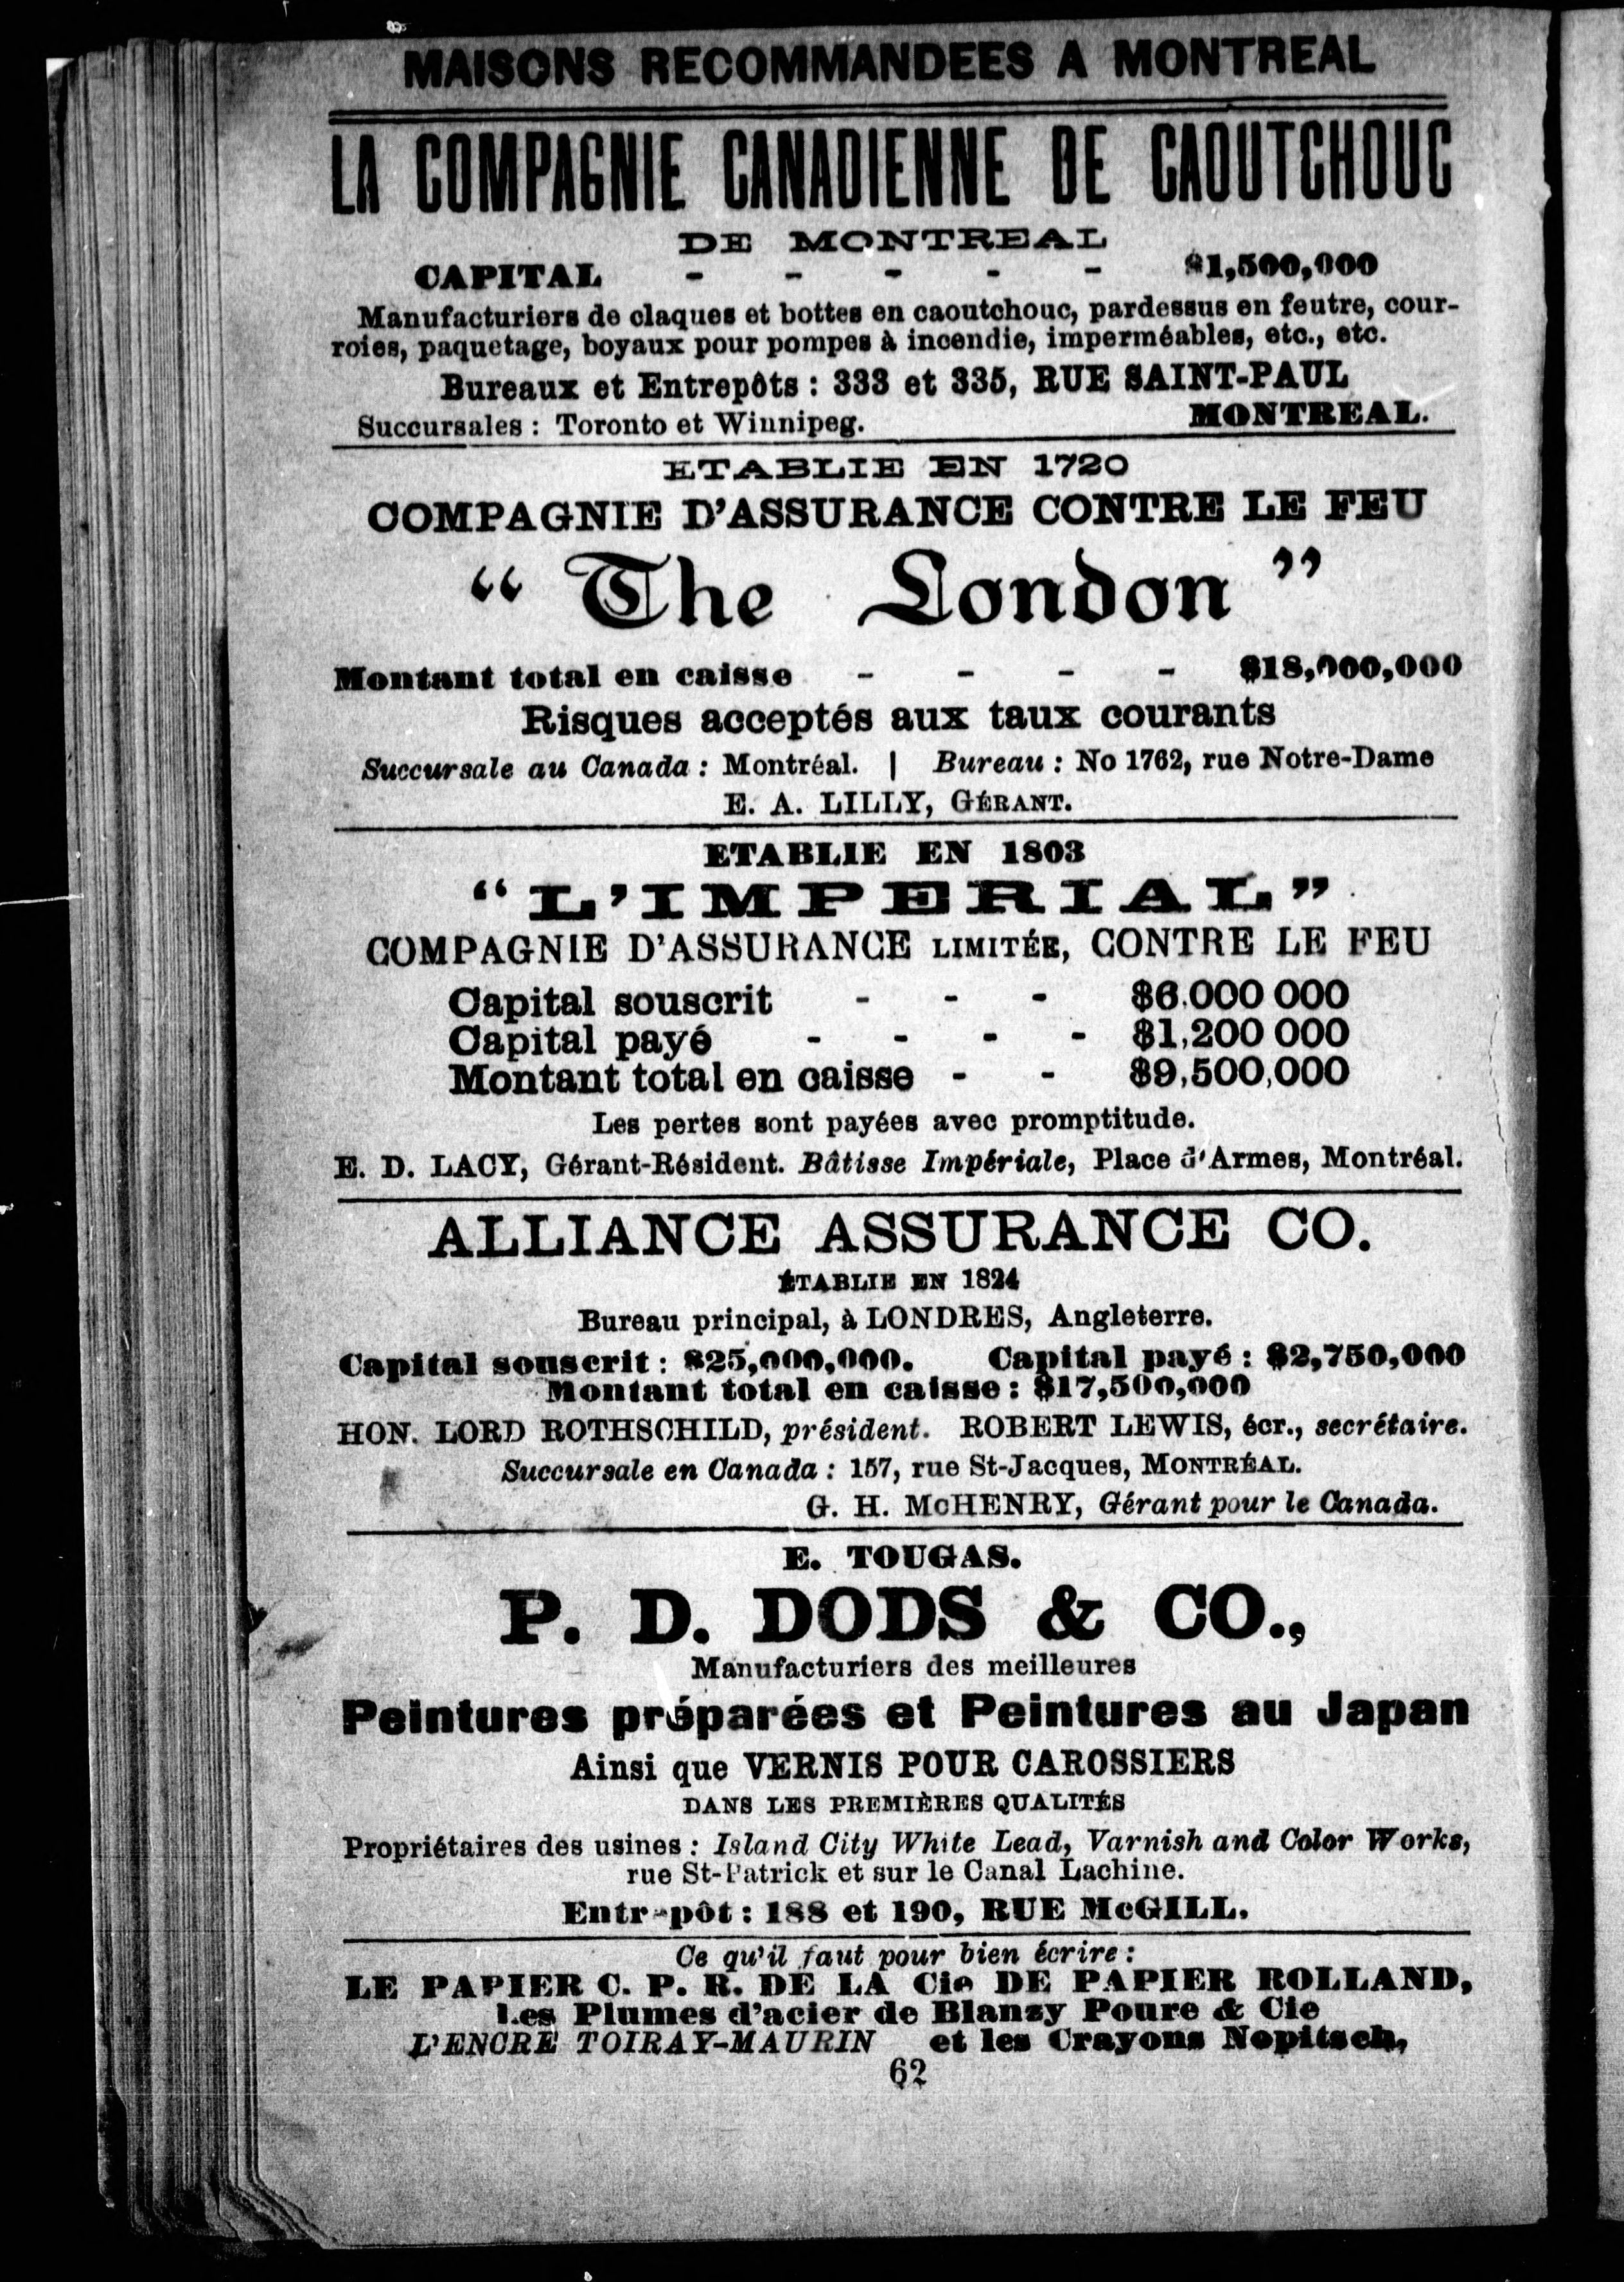 MAISONS RECOMMANDEES A MONTREAL
LA COMPAGNIE CANADIENNE DE CAOUTCHOUC
DE MONTREAL
CAPITAL - - - - - $1,500,000
Manufacturiers de claques et bottes en caoutchouc, pardessus en feutre, cour-
roies, paquetage, boyaux pour pompes à incendie, imperméables, etc., etc.
Bureaux et Entrepôts : 333 et 335, RUE SAINT-PAUL
Succursales : Toronto et Winnipeg. MONTREAL.
ETABLIE EN 1720
COMPAGNIE D'ASSURANCE CONTRE LE FEU
“ The London ”
Montant total en caisse - - - - $18,000,000
Risques acceptés aux taux courants
Succursale au Canada : Montréal. | Bureau : No 1762, rue Notre-Dame
E. A. LILLY, GÉRANT.
ETABLIE EN 1803
“ L'IMPERIAL ”
COMPAGNIE D'ASSURANCE LIMITÉE, CONTRE LE FEU
Capital souscrit - - - $6.000 000
Capital payé - - - - $1,200 000
Montant total en caisse - - $9,500,000
Les pertes sont payées avec promptitude.
E. D. LACY, Gérant-Résident. Bâtisse Impériale, Place d'Armes, Montréal.
ALLIANCE ASSURANCE CO.
ÉTABLIE EN 1824
Bureau principal, à LONDRES, Angleterre.
Capital souscrit : $25,000,000. Capital payé : $2,750,000
Montant total en caisse : $17,500,000
HON. LORD ROTHSCHILD, président. ROBERT LEWIS, écr., secrétaire.
Succursale en Canada : 157, rue St-Jacques, MONTRÉAL.
G. H. McHENRY, Gérant pour le Canada.
E. TOUGAS.
P. D. DODS & CO.,
Manufacturiers des meilleures
Peintures préparées et Peintures au Japan
Ainsi que VERNIS POUR CAROSSIERS
DANS LES PREMIÈRES QUALITÉS
Propriétaires des usines : Island City White Lead, Varnish and Color Works,
rue St-Patrick et sur le Canal Lachine.
Entrepôt : 188 et 190, RUE McGILL.
Ce qu'il faut pour bien écrire :
LE PAPIER C. P. R. DE LA Cie DE PAPIER ROLLAND,
Les Plumes d'acier de Blanzy Poure & Cie
L'ENCRE TOIRAY-MAURIN et les Crayons Nopitsch,
62